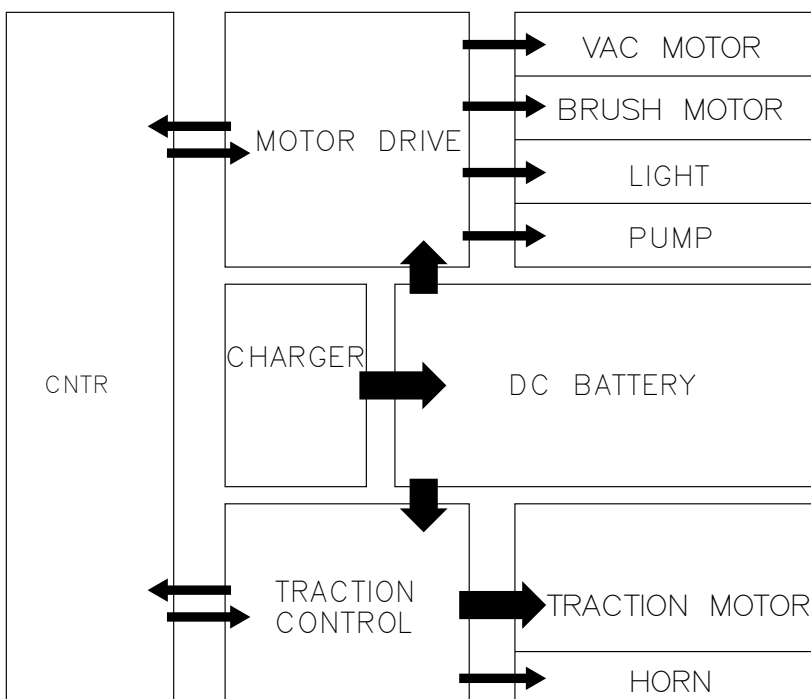 VAC MOTOR
BRUSH MOTOR
MOTOR DRIVE
LIGHT
PUMP
CHARGER
CNTR
DC BATTERY
TRACTION
CONTROL
TRACTION MOTOR
HORN